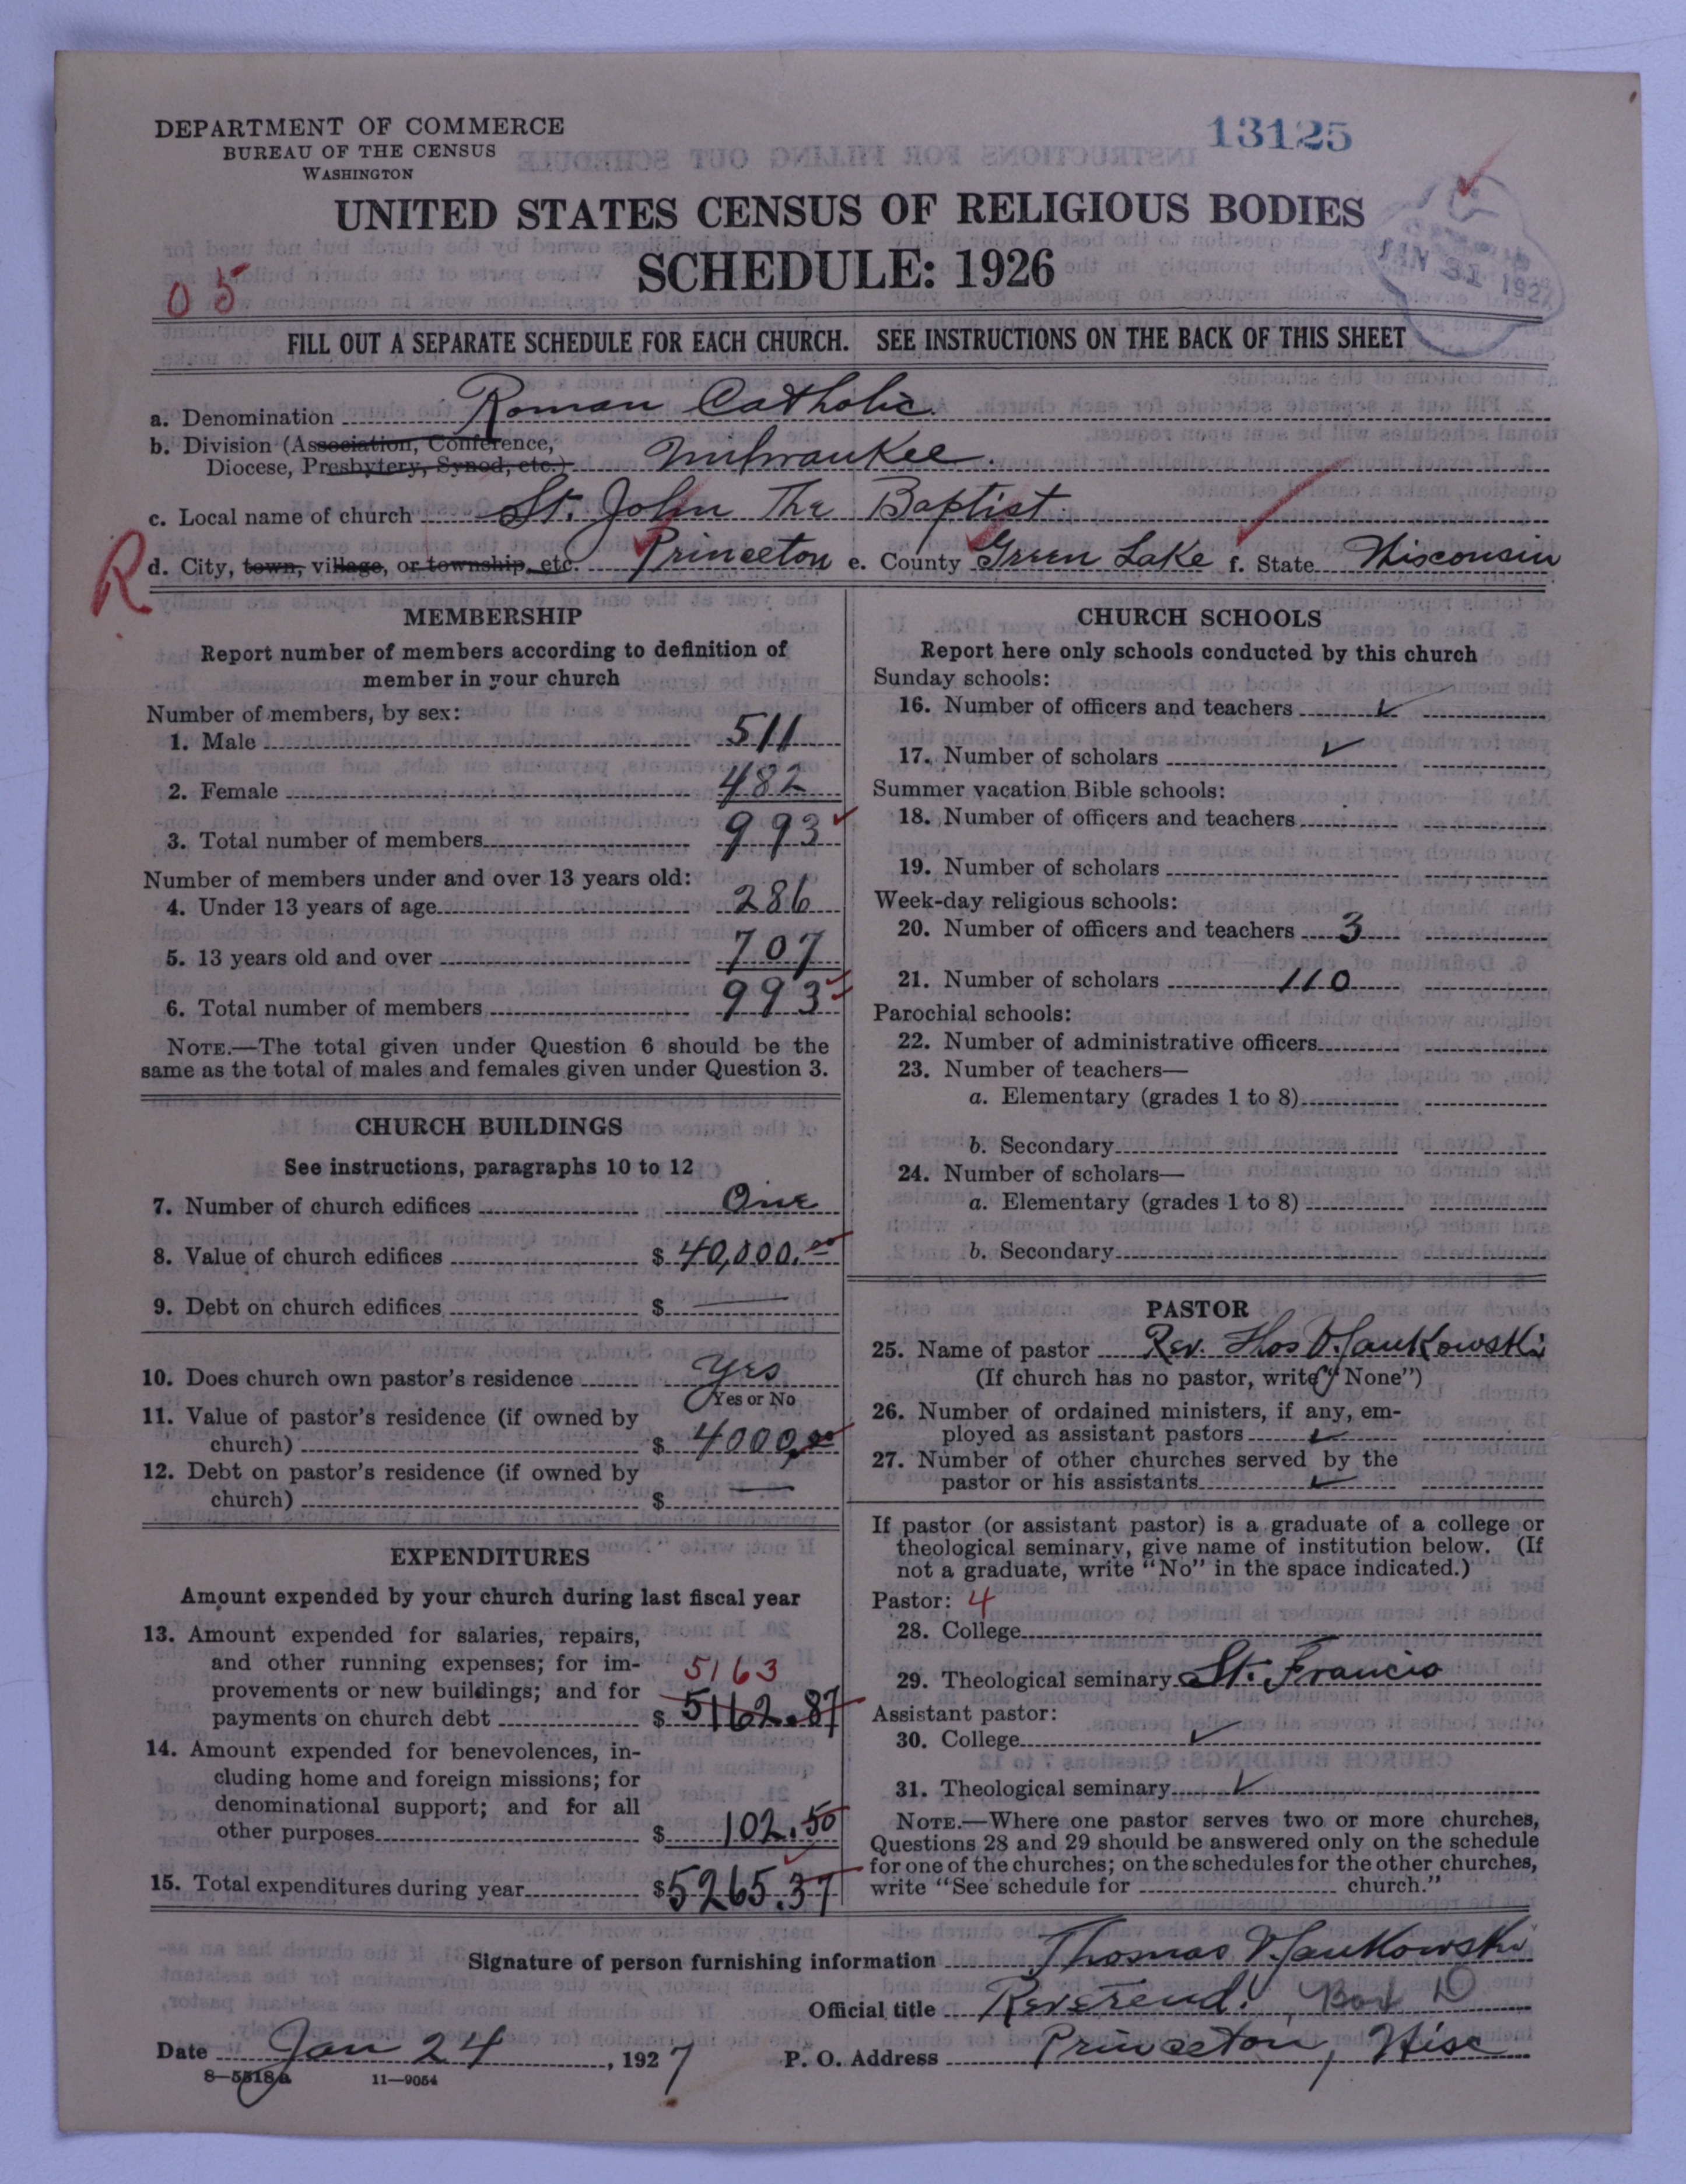 DEPARTMENT OF COMMERCE
BUREAU OF THE CENSUS
WASHINGTON
13125
UNITED STATES CENSUS OF RELIGIOUS BODIES
SCHEDULE: 1926
JAN 31 1927
05
FILL OUT A SEPARATE SCHEDULE FOR EACH CHURCH. SEE INSTRUCTIONS ON THE BACK OF THIS SHEET
a. Denomination Roman Catholic.
b. Division (Association, Conference,
Diocese, Presbytery, Synod, etc.) Milwaukee.
c. Local name of church St. John The Baptist
R
d. City, town, village, or township, etc. Princeton e. County Green Lake f. State Wisconsin
MEMBERSHIP
Report number of members according to definition of
member in your church
Number of members, by sex:
1. Male 511
2. Female 482
3. Total number of members 993
Number of members under and over 13 years old:
4. Under 13 years of age 286
5. 13 years old and over 707
6. Total number of members 993
NOTE.—The total given under Question 6 should be the
same as the total of males and females given under Question 3.
CHURCH BUILDINGS
See instructions, paragraphs 10 to 12
7. Number of church edifices One
8. Value of church edifices $ 40,000.00
9. Debt on church edifices $ —
10. Does church own pastor's residence Yes
Yes or No
11. Value of pastor's residence (if owned by
church) $ 4000.00
12. Debt on pastor's residence (if owned by
church) $ —
EXPENDITURES
Amount expended by your church during last fiscal year
13. Amount expended for salaries, repairs,
and other running expenses; for im-
5163
provements or new buildings; and for
payments on church debt $ 5162.87
14. Amount expended for benevolences, in-
cluding home and foreign missions; for
denominational support; and for all
other purposes $ 102.50
15. Total expenditures during year $ 5265.37
CHURCH SCHOOLS
Report here only schools conducted by this church
Sunday schools:
16. Number of officers and teachers ✓
17. Number of scholars ✓
Summer vacation Bible schools:
18. Number of officers and teachers
19. Number of scholars
Week-day religious schools:
20. Number of officers and teachers 3
21. Number of scholars 110
Parochial schools:
22. Number of administrative officers
23. Number of teachers—
a. Elementary (grades 1 to 8)
b. Secondary
24. Number of scholars—
a. Elementary (grades 1 to 8)
b. Secondary
PASTOR
25. Name of pastor Rev. Thos D. Jankowski
(If church has no pastor, write "None")
26. Number of ordained ministers, if any, em-
ployed as assistant pastors ✓
27. Number of other churches served by the
pastor or his assistants ✓
If pastor (or assistant pastor) is a graduate of a college or
theological seminary, give name of institution below. (If
not a graduate, write "No" in the space indicated.)
Pastor: 4
28. College
29. Theological seminary St. Francis
Assistant pastor:
30. College ✓
31. Theological seminary ✓
NOTE.—Where one pastor serves two or more churches,
Questions 28 and 29 should be answered only on the schedule
for one of the churches; on the schedules for the other churches,
write "See schedule for church."
Signature of person furnishing information Thomas D. Jankowski
Official title Reverend. Box D
Date Jan 24, 1927 P. O. Address Princeton, Wisc
8—5518 a 11—9054